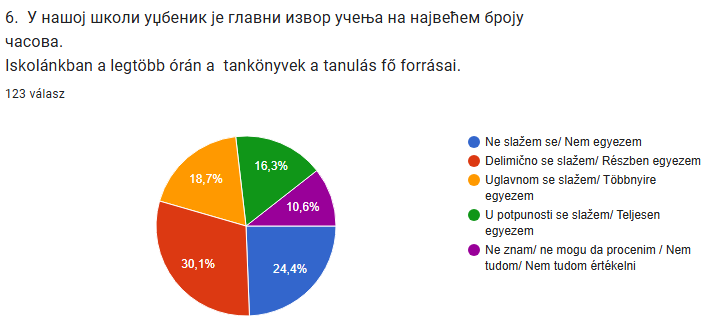 6. У нашој школи уџбеник је главни извор учења на највећем броју
часова.
Iskolánkban a legtöbb órán a tankönyvek a tanulás fő forrásai.
123 válasz
18,7%
16,3%
10,6%
30,1%
24,4%
Ne slažem se/ Nem egyezem
Delimično se slažem/ Részben egyezem
Uglavnom se slažem/ Többnyire
egyezem
U potpunosti se slažem/ Teljesen
egyezem
Ne znam/ ne mogu da procenim / Nem
tudom/ Nem tudom értékelni